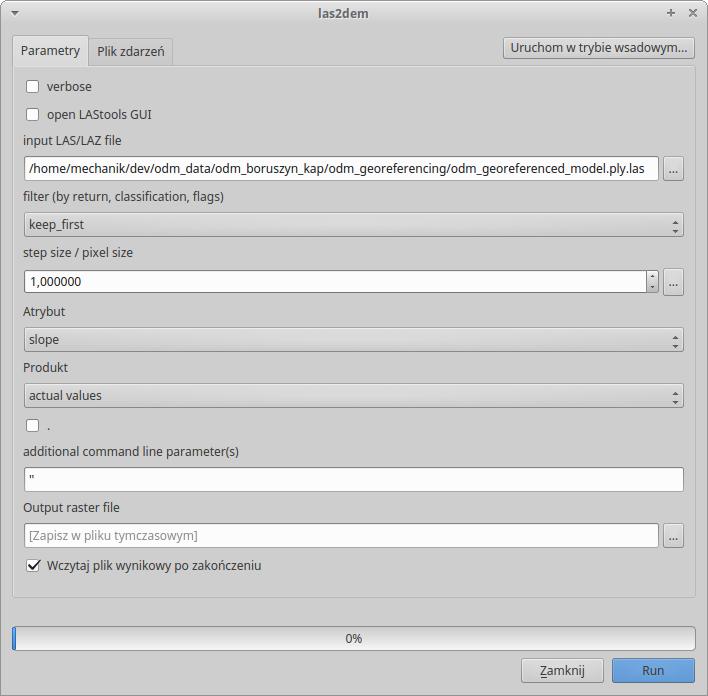 las2dem
Parametry
Plik zdarzeń
Uruchom w trybie wsadowym...
verbose
open LAStools GUI
input LAS/LAZ file
/home/mechanik/dev/odm_data/odm_boruszyn_kap/odm_georeferencing/odm_georeferenced_model.ply.las
...
filter (by return, classification, flags)
keep_first
step size / pixel size
1,000000
...
Atrybut
slope
Produkt
actual values
.
additional command line parameter(s)
"
Output raster file
[Zapisz w pliku tymczasowym]
...
Wczytaj plik wynikowy po zakończeniu
0%
Zamknij
Run